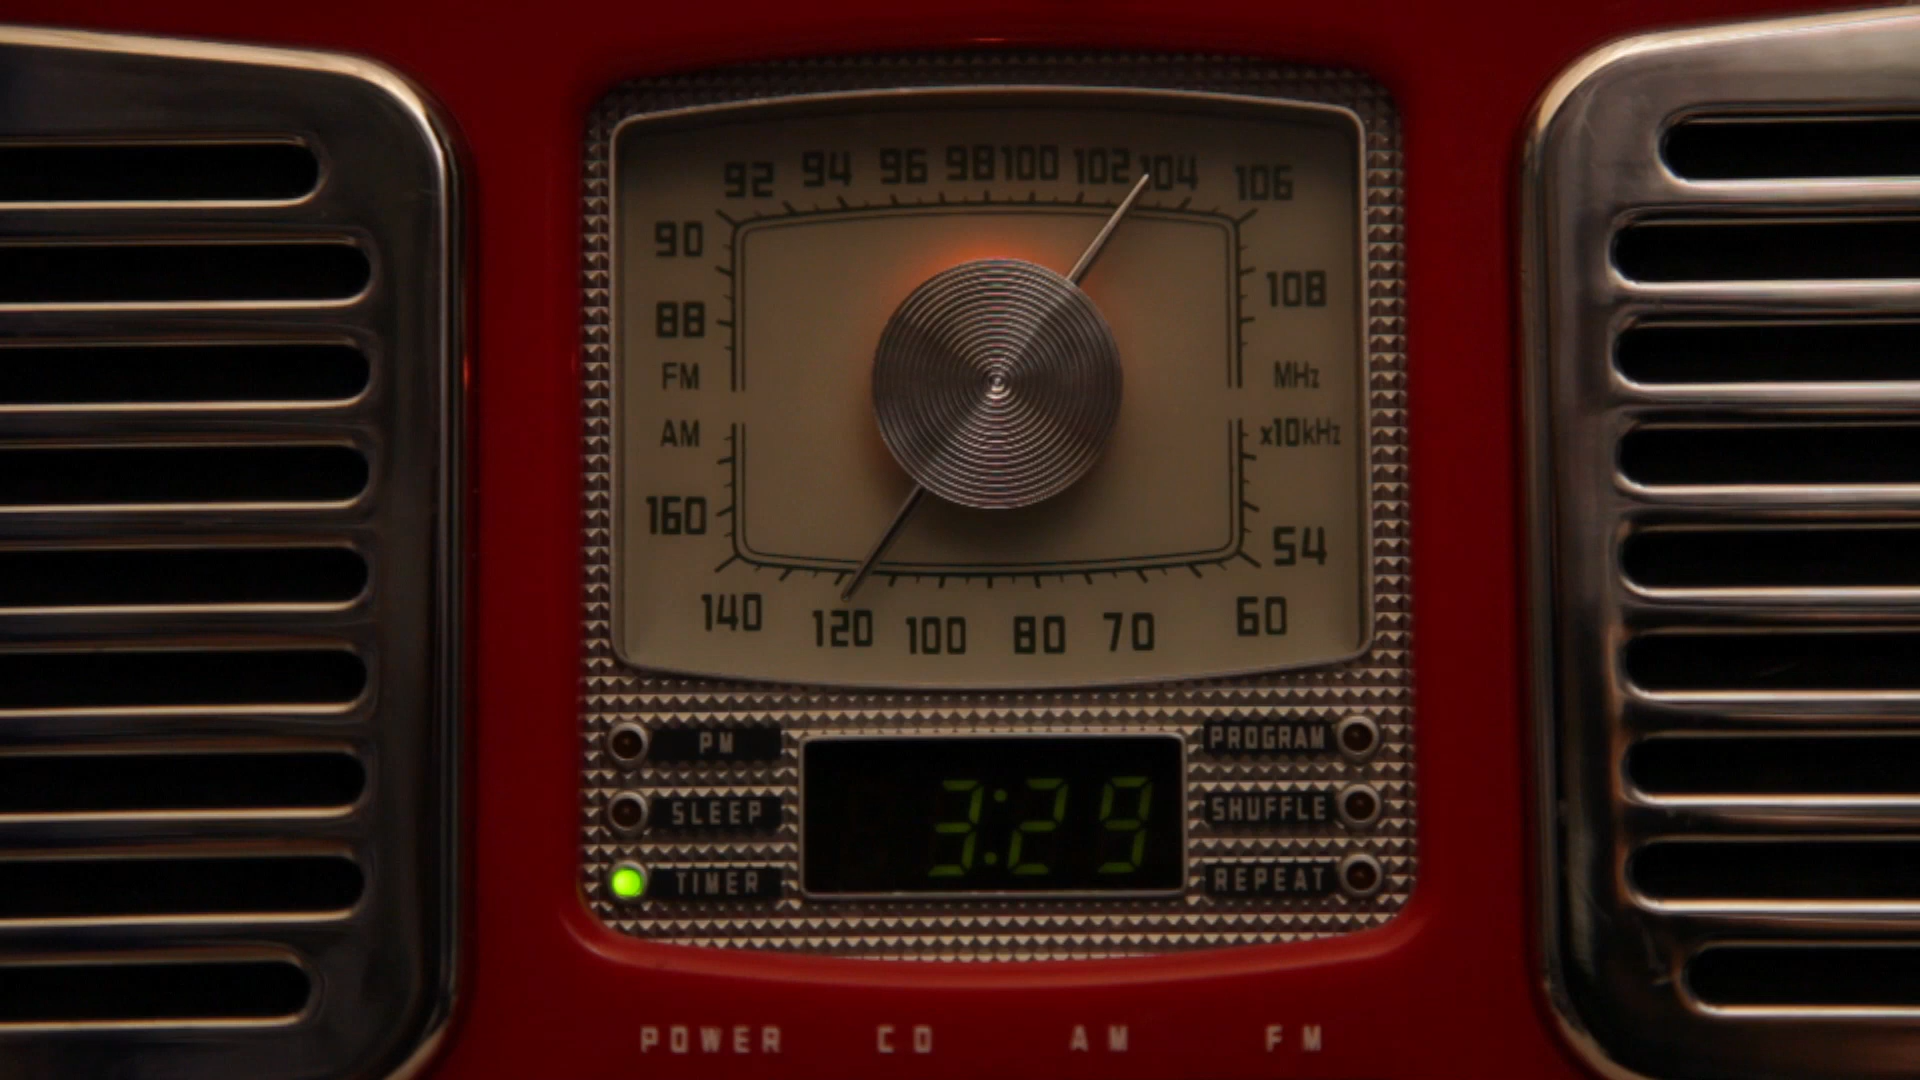 92 94 96 98 100 102 104 106
90 108
88
FM MHz
AM x10kHz
160 54
140 120 100 80 70 60
PM PROGRAM
SLEEP 3:29 SHUFFLE
TIMER REPEAT
POWER CD AM FM